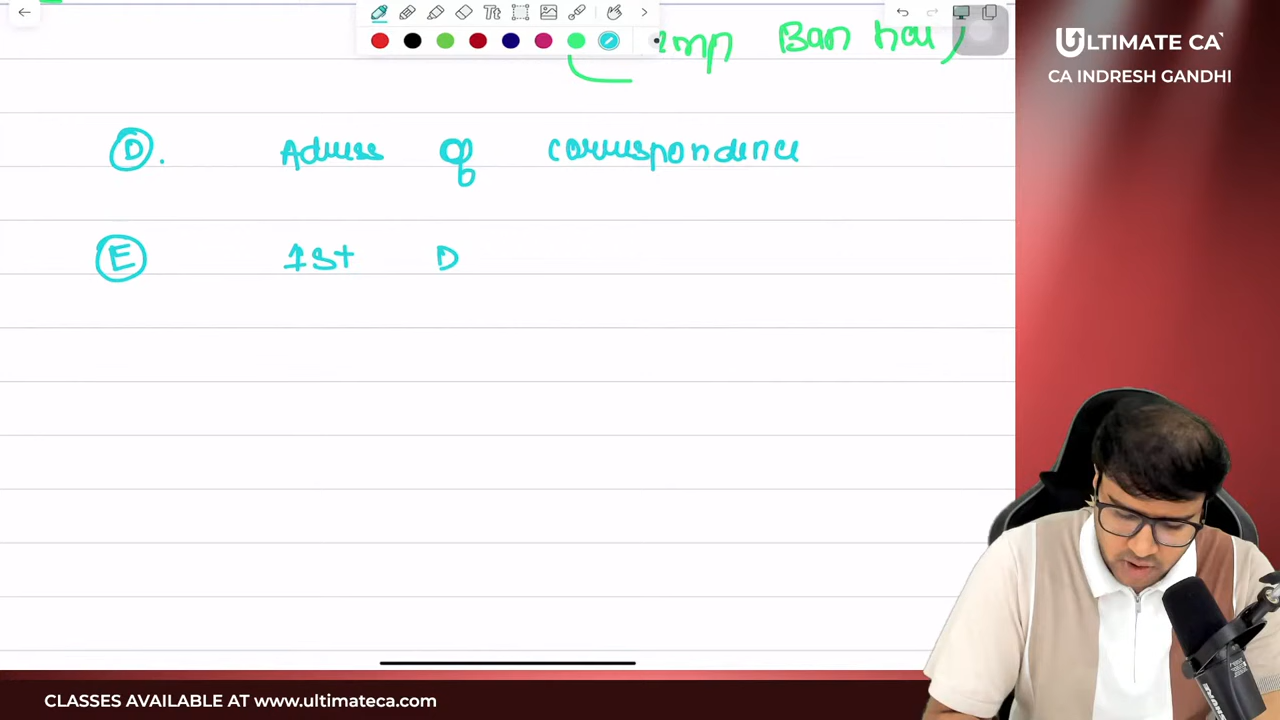 Imp Ban hai
ULTIMATE CA
CA INDRESH GANDHI
D. Adress of correspondence
E 1st D
CLASSES AVAILABLE AT www.ultimateca.com